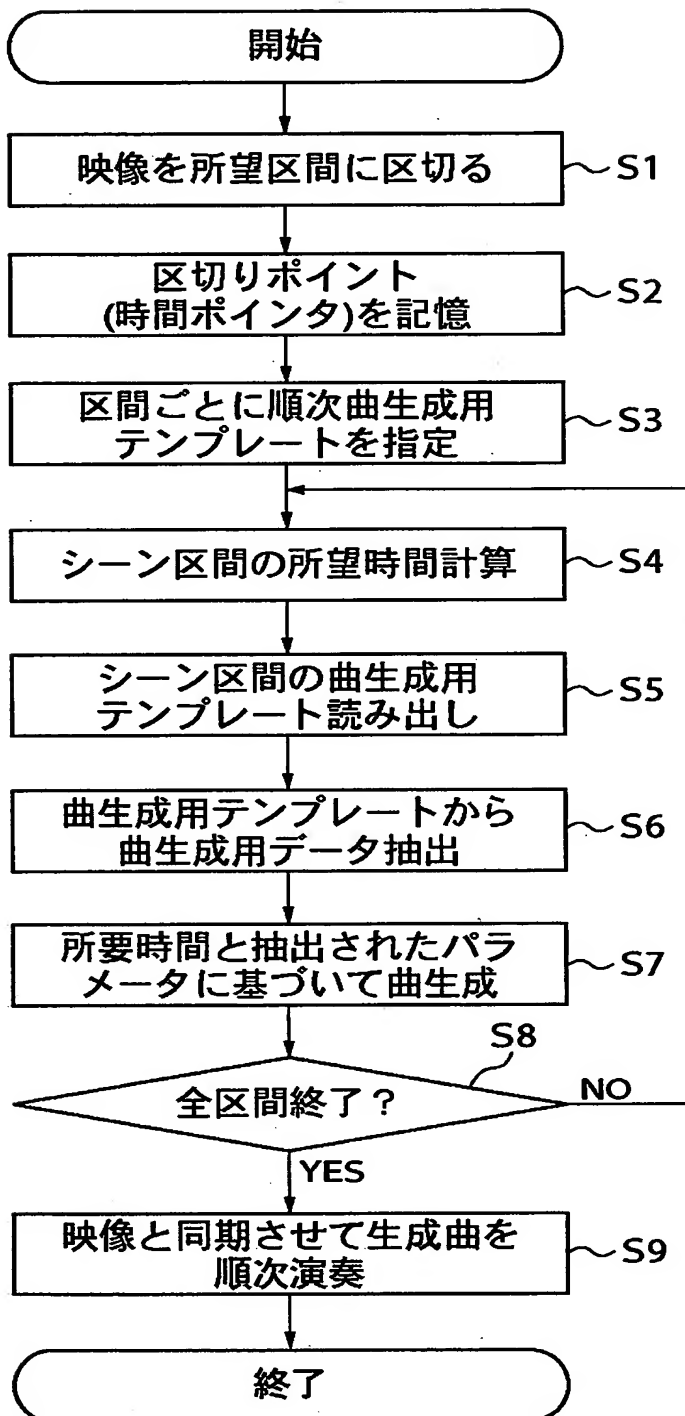 開始
映像を所望区間に区切る
S1
区切りポイント
(時間ポインタ)を記憶
S2
区間ごとに順次曲生成用
テンプレートを指定
S3
シーン区間の所望時間計算
S4
シーン区間の曲生成用
テンプレート読み出し
S5
曲生成用テンプレートから
曲生成用データ抽出
S6
所要時間と抽出されたパラ
メータに基づいて曲生成
S7
S8
全区間終了?
NO
YES
映像と同期させて生成曲を
順次演奏
S9
終了